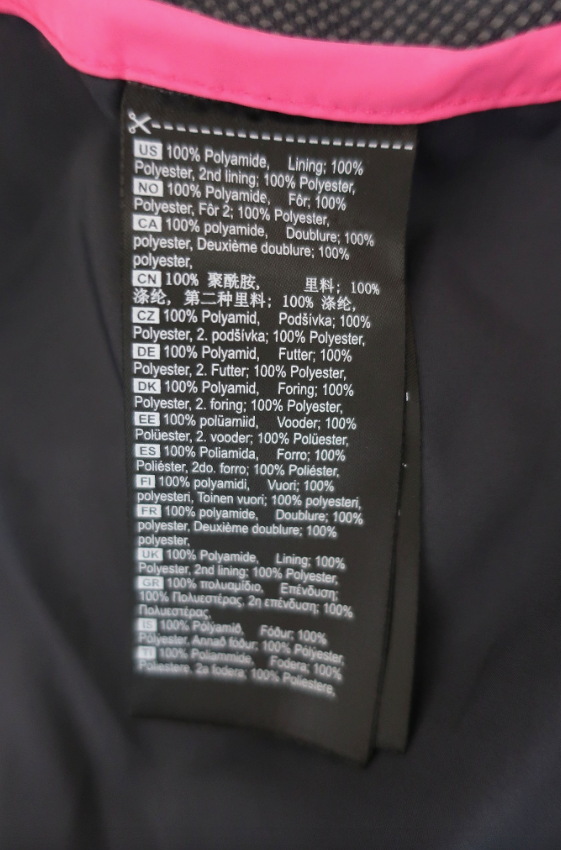 US 100% Polyamide, Lining; 100%
Polyester, 2nd lining; 100% Polyester,
NO 100% Polyamide, Fôr; 100%
Polyester, Fôr 2; 100% Polyester,
CA 100% polyamide, Doublure; 100%
polyester, Deuxième doublure; 100%
polyester,
CN 100% 聚酰胺, 里料; 100%
涤纶, 第二种里料; 100% 涤纶,
CZ 100% Polyamid, Podšívka; 100%
Polyester, 2. podšívka; 100% Polyester,
DE 100% Polyamid, Futter; 100%
Polyester, 2. Futter; 100% Polyester,
DK 100% Polyamid, Foring; 100%
Polyester, 2. foring; 100% Polyester,
EE 100% polüamiid, Vooder; 100%
Polüester, 2. vooder; 100% Polüester,
ES 100% Poliamida, Forro; 100%
Poliéster, 2do. forro; 100% Poliéster,
FI 100% polyamidi, Vuori; 100%
polyesteri, Toinen vuori; 100% polyesteri,
FR 100% polyamide, Doublure; 100%
polyester, Deuxième doublure; 100%
polyester,
UK 100% Polyamide, Lining; 100%
Polyester, 2nd lining; 100% Polyester,
GR 100% πολυαμίδιο, Επένδυση;
100% Πολυεστέρας, 2η επένδυση; 100%
Πολυεστέρας,
IS 100% Pólýamíð, Fóður; 100%
Pólýester, Annað fóður; 100% Pólýester,
TI 100% Poliammide, Fodera; 100%
Poliestere, 2a fodera; 100% Poliestere,